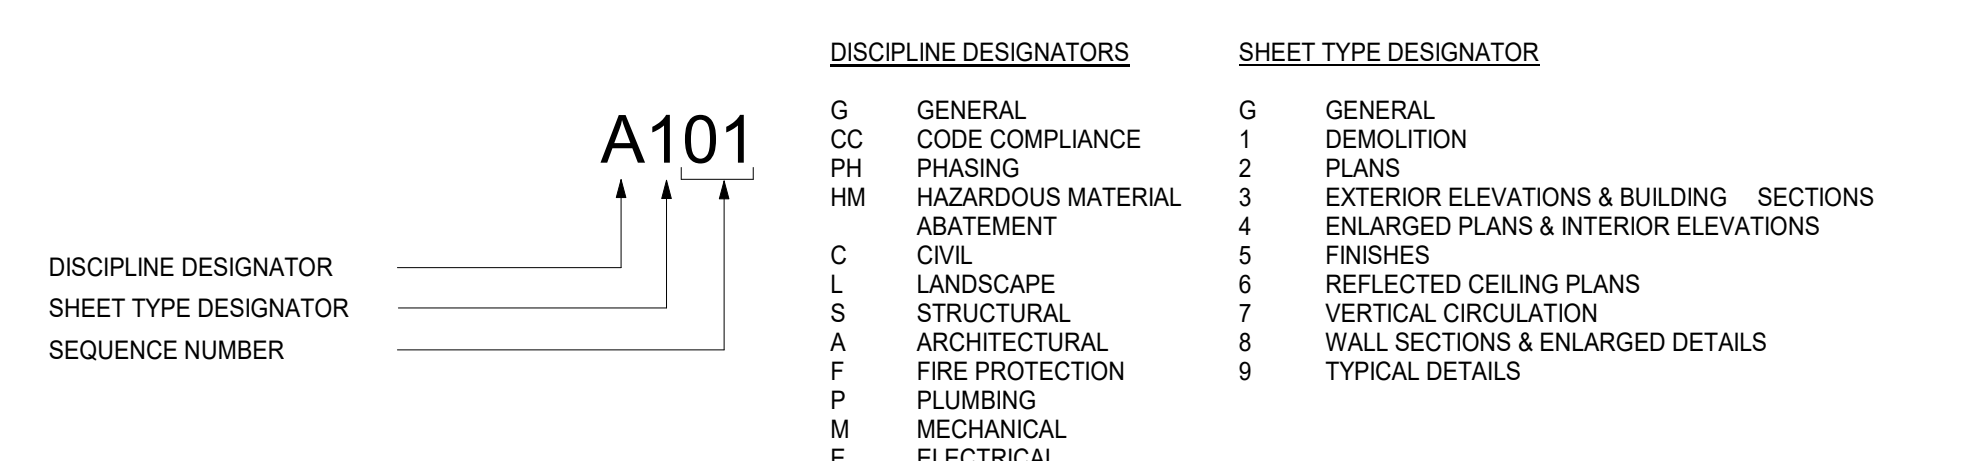 A101
DISCIPLINE DESIGNATOR
SHEET TYPE DESIGNATOR
SEQUENCE NUMBER
DISCIPLINE DESIGNATORS
G GENERAL
CC CODE COMPLIANCE
PH PHASING
HM HAZARDOUS MATERIAL
ABATEMENT
C CIVIL
L LANDSCAPE
S STRUCTURAL
A ARCHITECTURAL
F FIRE PROTECTION
P PLUMBING
M MECHANICAL
E ELECTRICAL
SHEET TYPE DESIGNATOR
G GENERAL
1 DEMOLITION
2 PLANS
3 EXTERIOR ELEVATIONS & BUILDING SECTIONS
4 ENLARGED PLANS & INTERIOR ELEVATIONS
5 FINISHES
6 REFLECTED CEILING PLANS
7 VERTICAL CIRCULATION
8 WALL SECTIONS & ENLARGED DETAILS
9 TYPICAL DETAILS